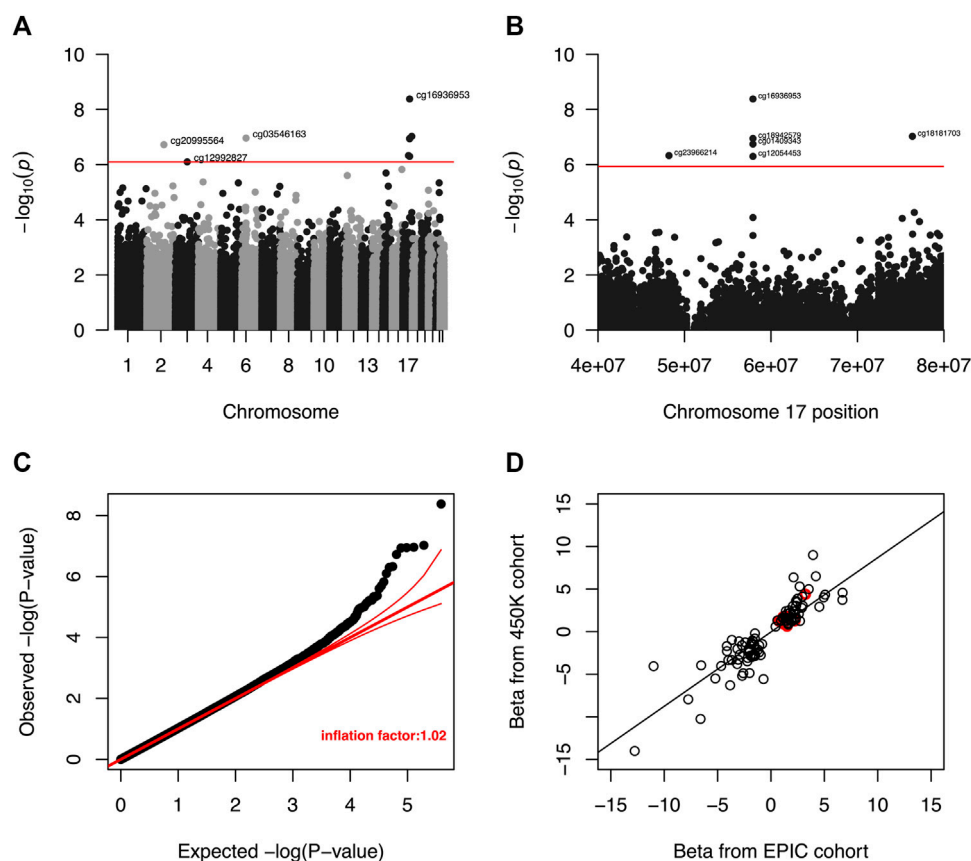 A
10
8
6
4
2
0
−log10(p)
cg16936953
cg03546163
cg20995564
cg12992827
1
2
4
6
8
10
13
17
Chromosome
B
10
8
6
4
2
0
−log10(p)
cg16936953
cg18942579
cg01409343
cg12054453
cg23966214
cg18181703
4e+07
5e+07
6e+07
7e+07
8e+07
Chromosome 17 position
C
8
6
4
2
0
Observed −log(P−value)
inflation factor:1.02
0
1
2
3
4
5
Expected −log(P−value)
D
15
10
5
0
−5
−15
Beta from 450K cohort
−15
−10
−5
0
5
10
15
Beta from EPIC cohort